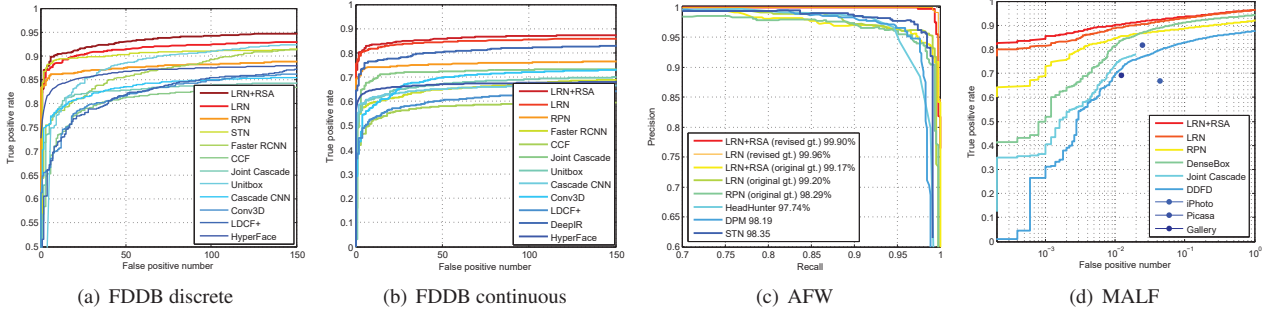 True positive rate
1
0.95
0.9
0.85
0.8
0.75
0.7
0.65
0.6
0.55
0.5
0
50
100
150
False positive number
LRN+RSA
LRN
RPN
STN
Faster RCNN
CCF
Joint Cascade
Unitbox
Cascade CNN
Conv3D
LDCF+
HyperFace
(a) FDDB discrete
True positive rate
1
0.9
0.8
0.7
0.6
0.5
0.4
0.3
0.2
0.1
0
0
50
100
150
False positive number
LRN+RSA
LRN
RPN
Faster RCNN
CCF
Joint Cascade
Unitbox
Cascade CNN
Conv3D
LDCF+
DeepIR
HyperFace
(b) FDDB continuous
Precision
1
0.95
0.9
0.85
0.8
0.75
0.7
0.65
0.6
0.7
0.75
0.8
0.85
0.9
0.95
1
Recall
LRN+RSA (revised gt.) 99.90%
LRN (revised gt.) 99.96%
LRN+RSA (original gt.) 99.17%
LRN (original gt.) 99.20%
RPN (original gt.) 98.29%
HeadHunter 97.74%
DPM 98.19
STN 98.35
(c) AFW
True positive rate
1
0.9
0.8
0.7
0.6
0.5
0.4
0.3
0.2
0.1
0
10⁻³
10⁻²
10⁻¹
10⁰
False positive number
LRN+RSA
LRN
RPN
DenseBox
Joint Cascade
DDFD
iPhoto
Picasa
Gallery
(d) MALF